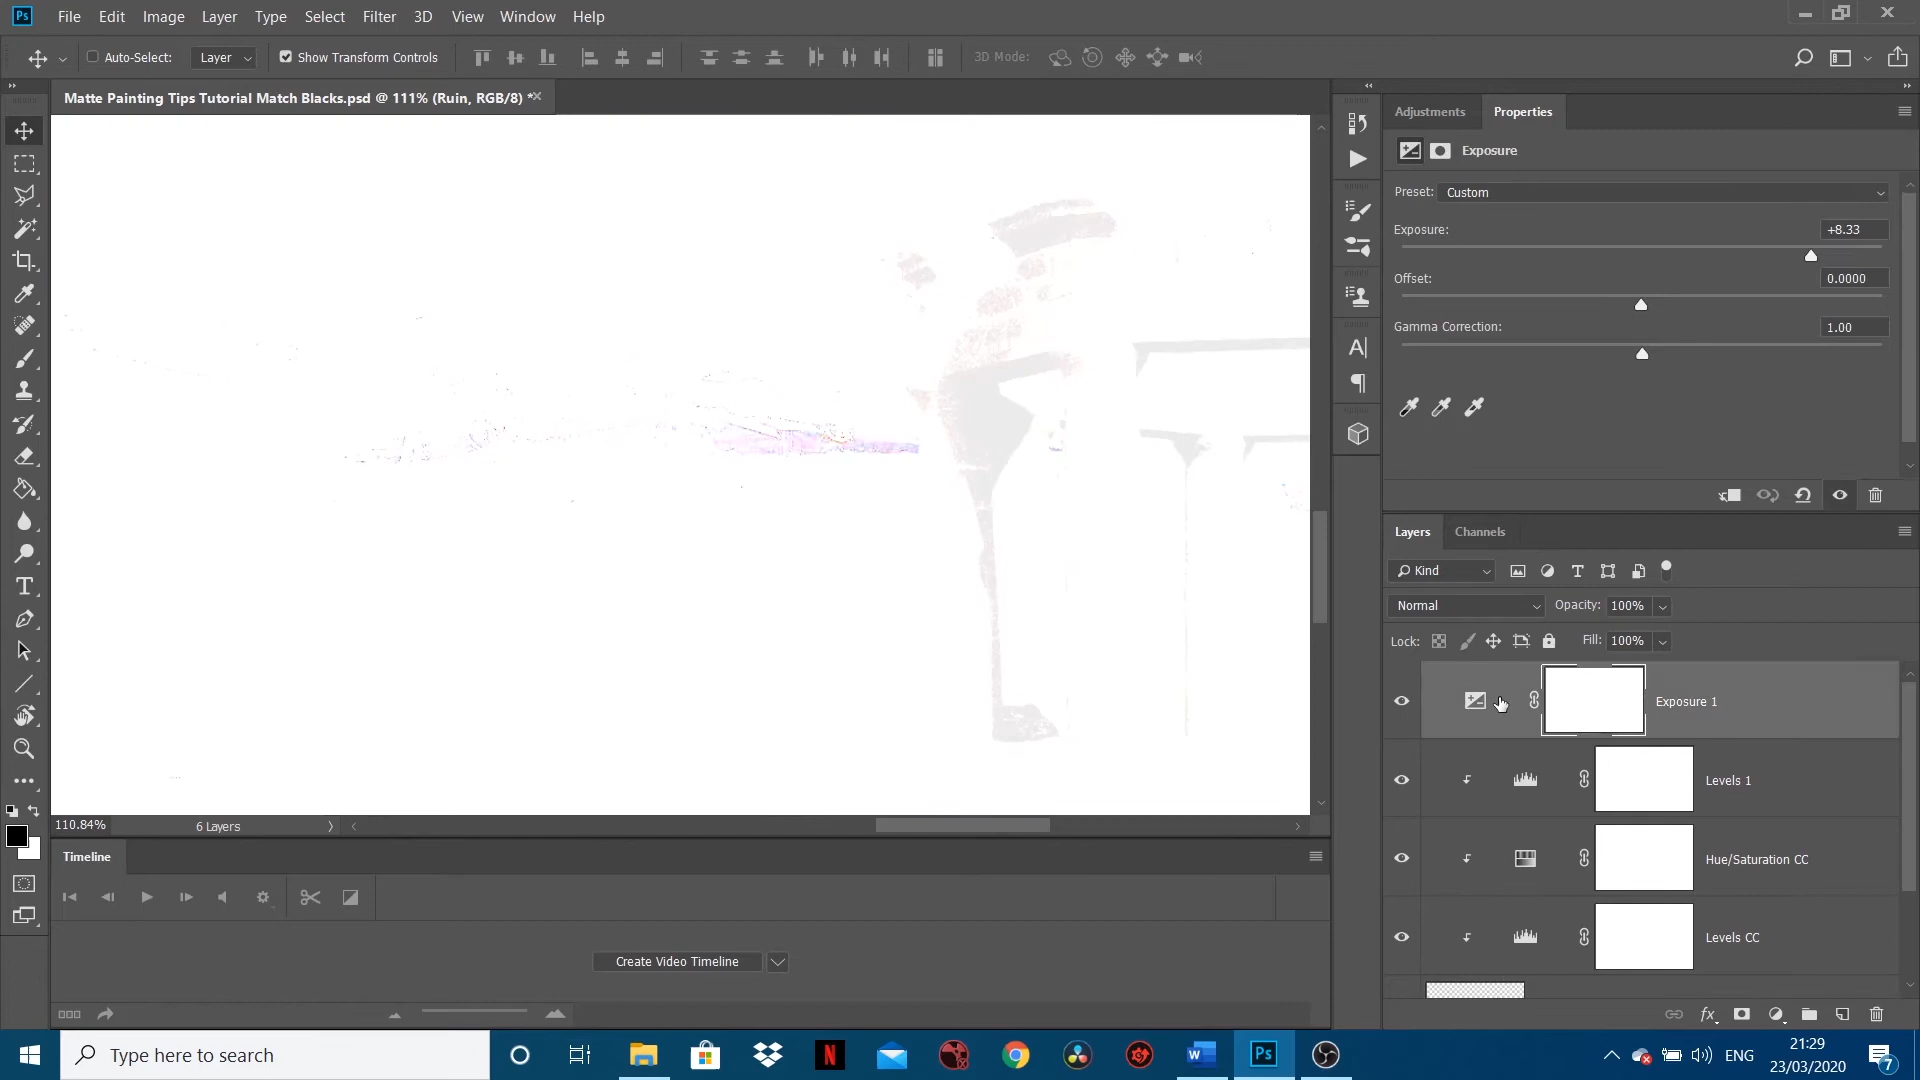 Ps File Edit Image Layer Type Select Filter 3D View Window Help
Auto-Select: Layer Show Transform Controls 3D Mode:
Matte Painting Tips Tutorial Match Blacks.psd @ 111% (Ruin, RGB/8) *
Adjustments Properties
Exposure
Preset: Custom
Exposure: +8.33
Offset: 0.0000
Gamma Correction: 1.00
Layers Channels
Kind
Normal Opacity: 100%
Lock: Fill: 100%
Exposure 1
Levels 1
Hue/Saturation CC
Levels CC
fx
110.84% 6 Layers
Timeline
Create Video Timeline
Type here to search
N
W
Ps
ENG
21:29
23/03/2020
7